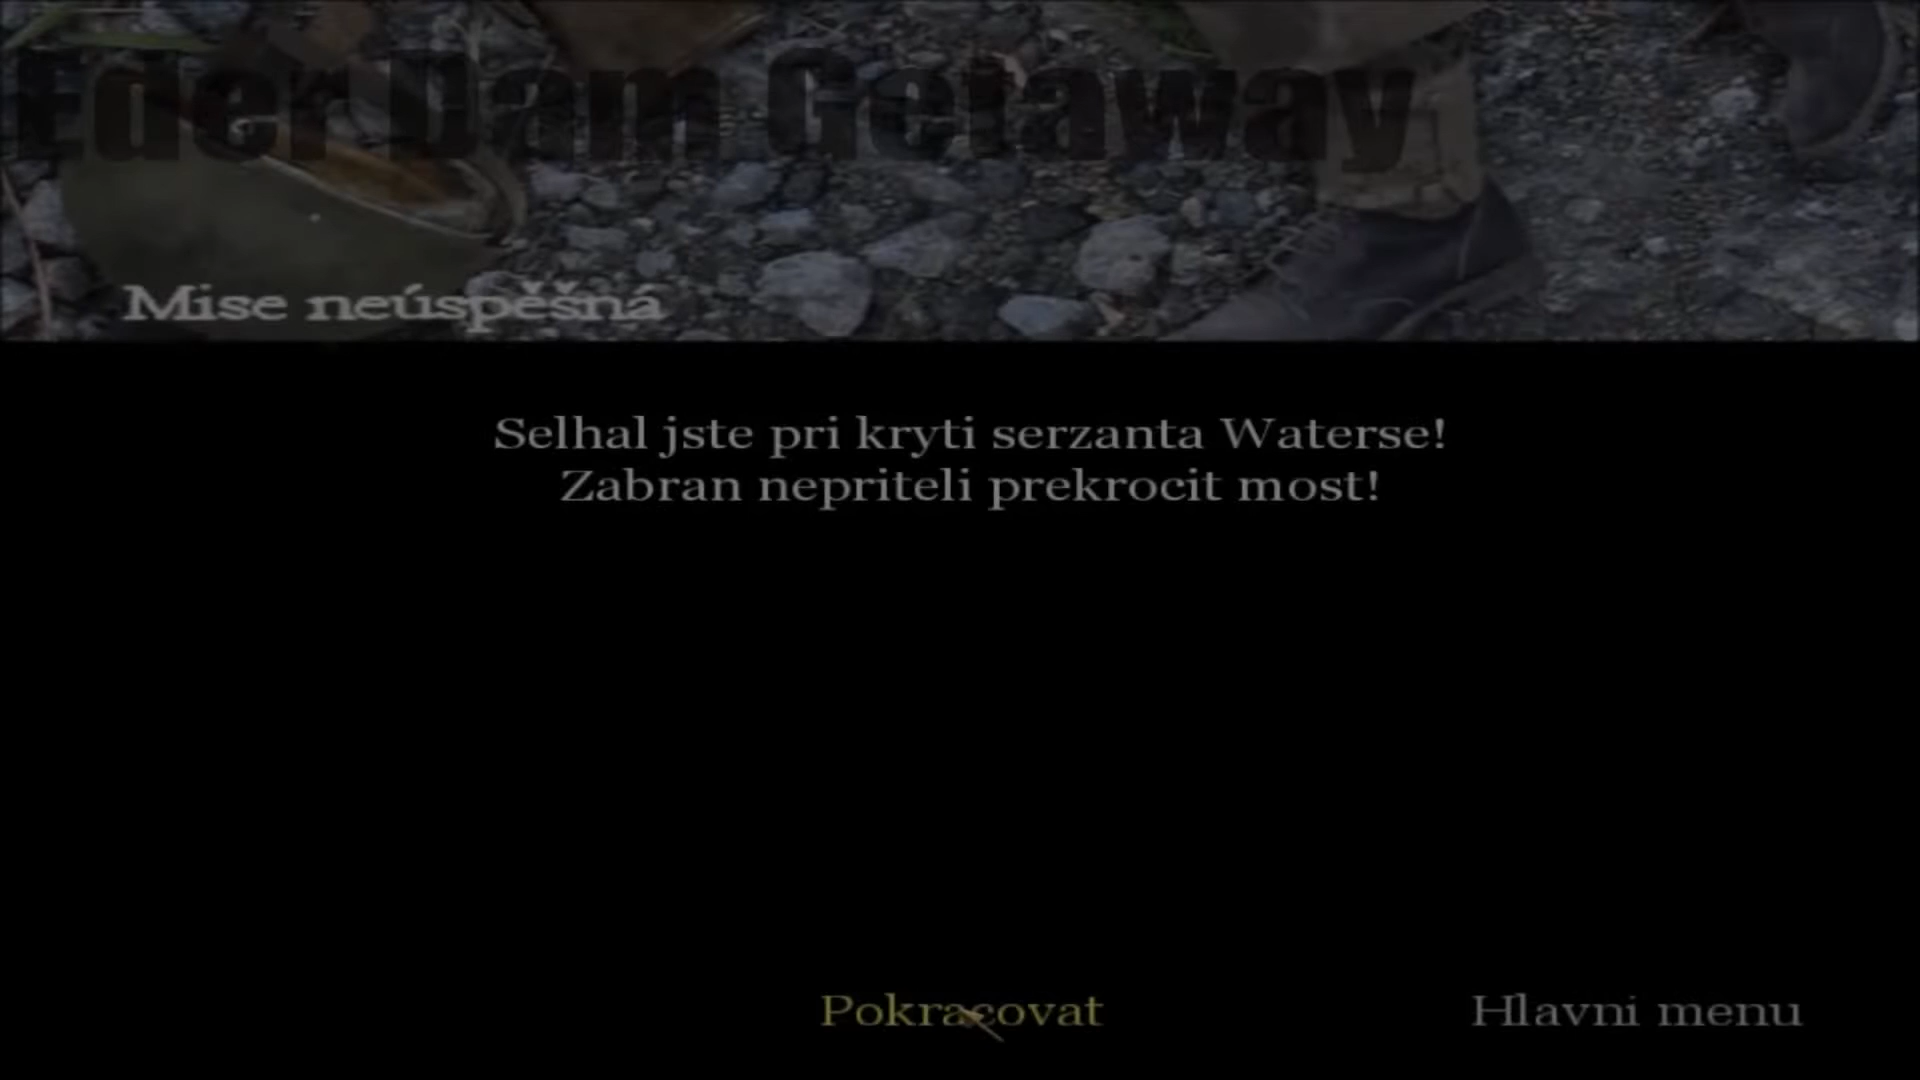 Eder Dam Getaway
Mise neúspěšná
Selhal jste pri kryti serzanta Waterse!
Zabran nepriteli prekrocit most!
Pokracovat
Hlavni menu